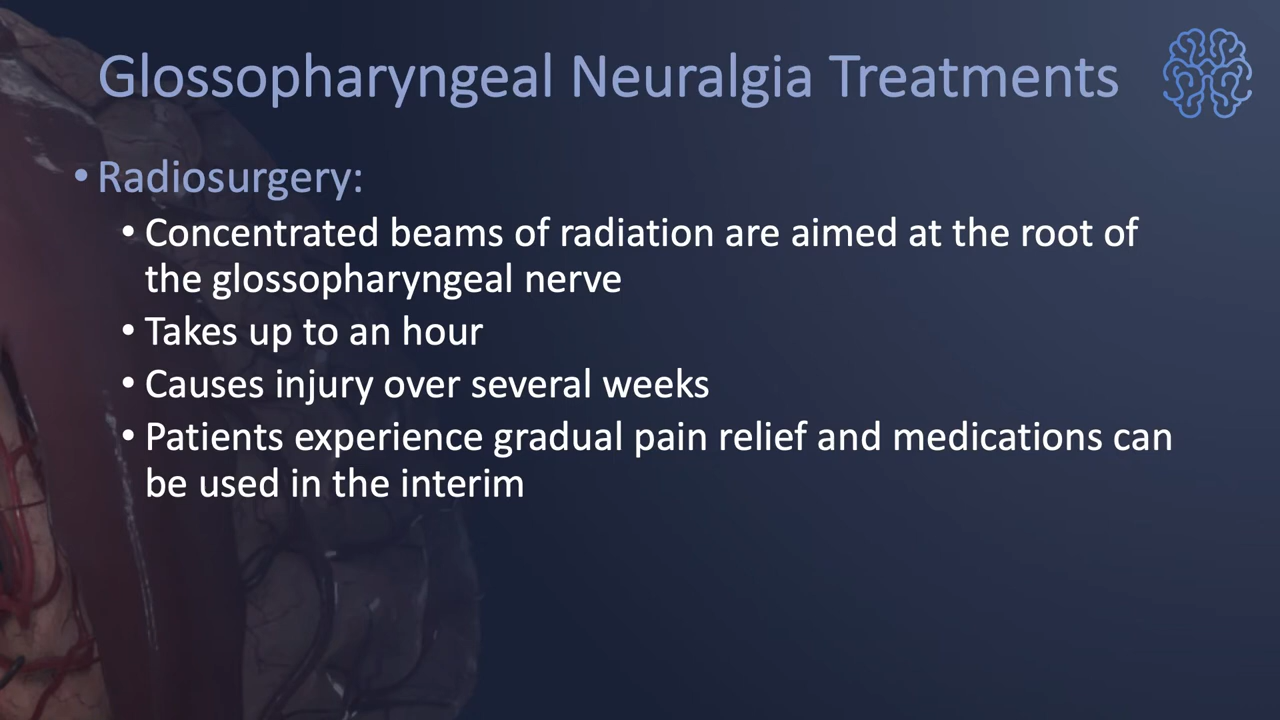 Glossopharyngeal Neuralgia Treatments
• Radiosurgery:
• Concentrated beams of radiation are aimed at the root of
the glossopharyngeal nerve
• Takes up to an hour
• Causes injury over several weeks
• Patients experience gradual pain relief and medications can
be used in the interim